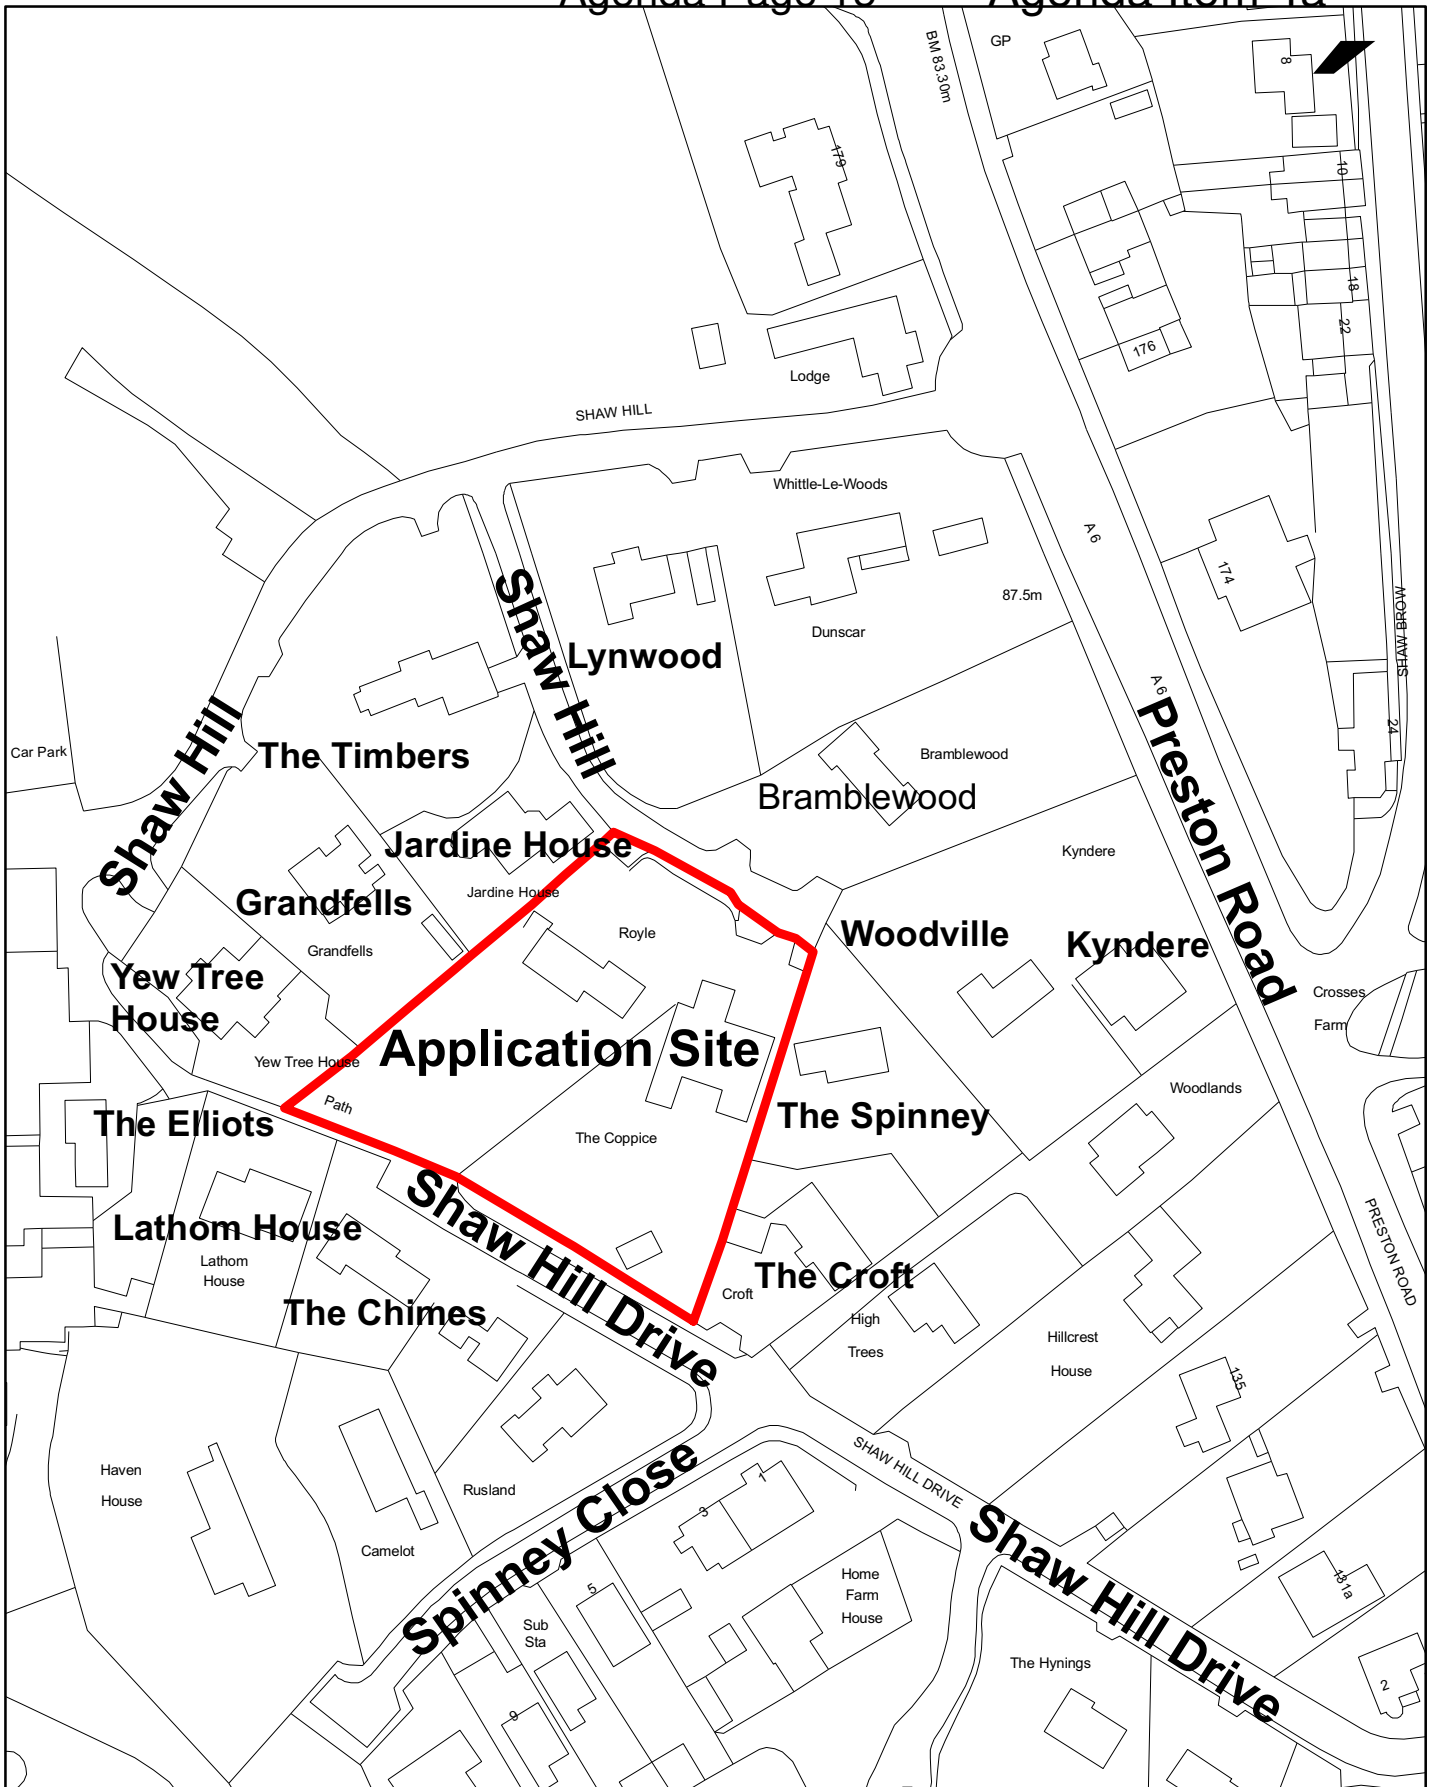 GP
BM 83.30m
8
179
10
18
22
176
Lodge
SHAW HILL
Whittle-Le-Woods
A 6
174
87.5m
Dunscar
SHAW BROW
Shaw Hill
Lynwood
A 6
Preston Road
24
Car Park
Shaw Hill
The Timbers
Bramblewood
Bramblewood
Jardine House
Jardine House
Kyndere
Grandfells
Grandfells
Royle
Woodville
Kyndere
Yew Tree
House
Yew Tree House
Crosses
Farm
Application Site
Woodlands
Path
The Elliots
The Spinney
The Coppice
Lathom House
Lathom
House
Shaw Hill Drive
PRESTON ROAD
The Chimes
The Croft
Croft
High
Trees
Hillcrest
House
135
Haven
House
Rusland
Camelot
Spinney Close
SHAW HILL DRIVE
Shaw Hill Drive
1
3
5
Sub
Sta
9
Home
Farm
House
131a
The Hynings
2